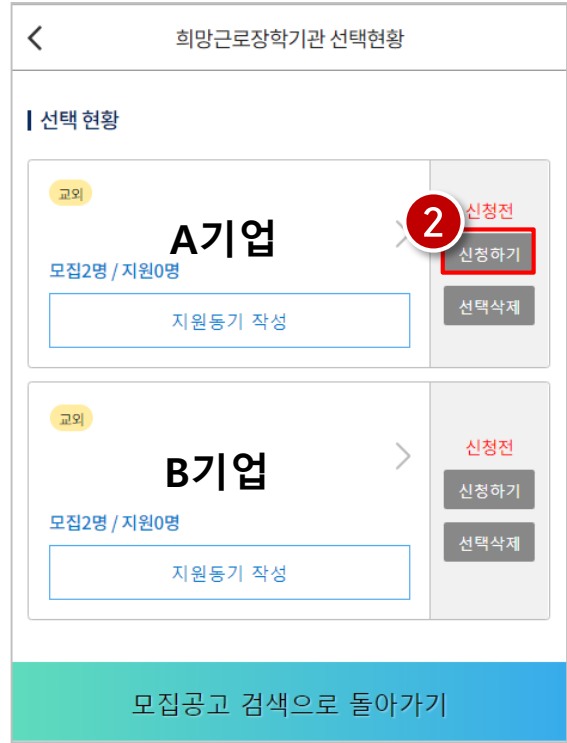 희망근로장학기관 선택현황
선택 현황
교외
A기업
모집2명 / 지원0명
지원동기 작성
2
신청전
신청하기
선택삭제
교외
B기업
모집2명 / 지원0명
지원동기 작성
신청전
신청하기
선택삭제
모집공고 검색으로 돌아가기